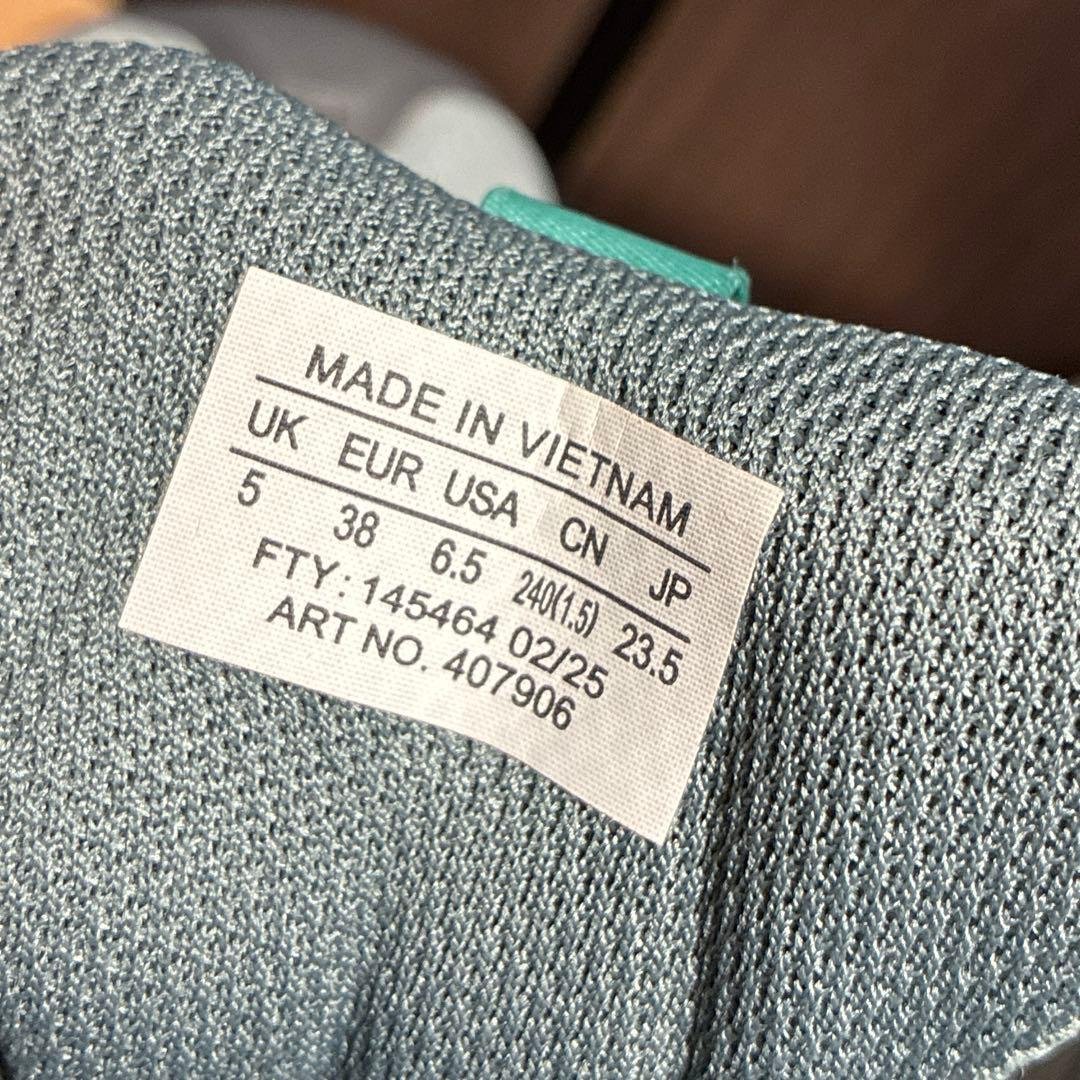 MADE IN VIETNAM
UK EUR USA CN JP
5 38 6.5 240(1.5) 23.5
FTY: 145464 02/25
ART NO. 407906